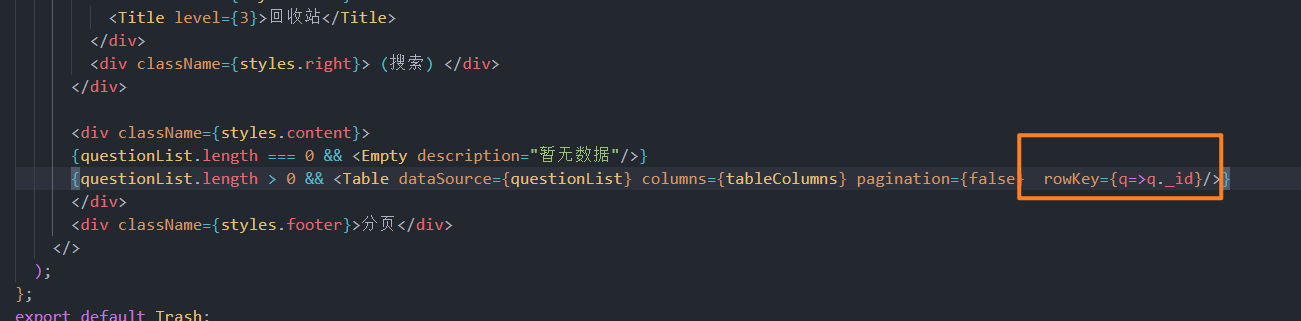 <Title level={3}>回收站</Title>
</div>
<div className={styles.right}> (搜索) </div>
</div>
<div className={styles.content}>
{questionList.length === 0 && <Empty description="暂无数据"/>}
{questionList.length > 0 && <Table dataSource={questionList} columns={tableColumns} pagination={false} rowKey={q=>q._id}/>}
</div>
<div className={styles.footer}>分页</div>
</>
);
};
export default Trash;